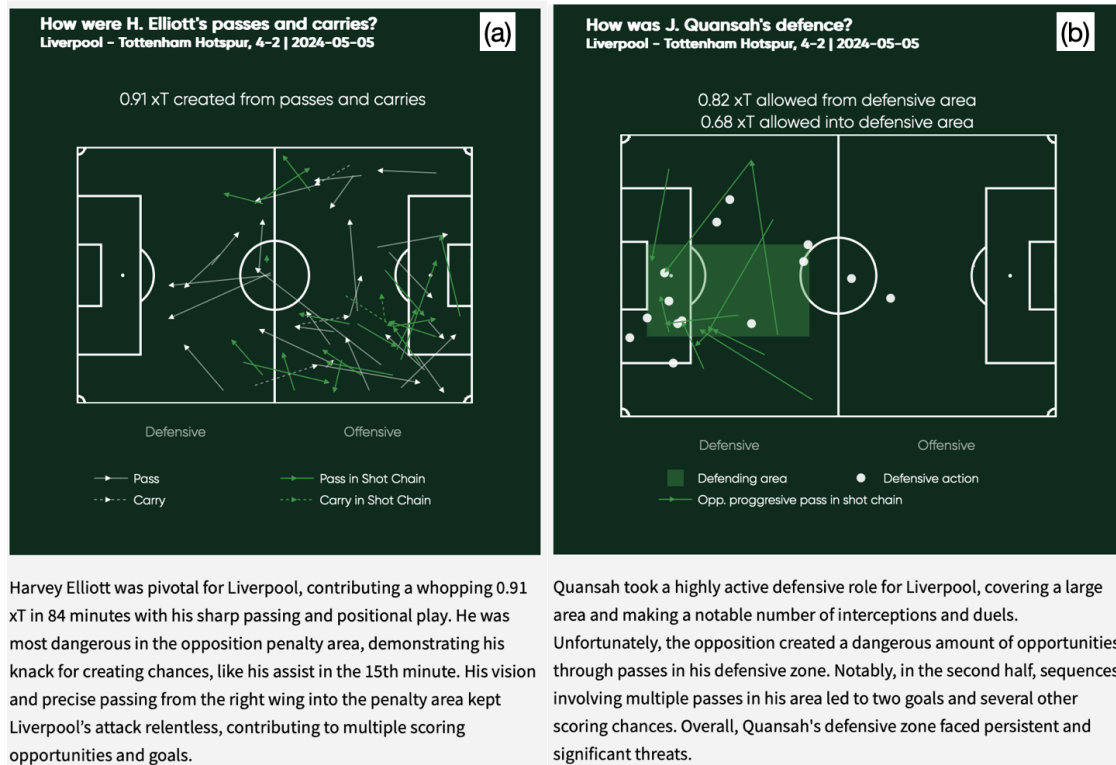 How were H. Elliott's passes and carries?
Liverpool - Tottenham Hotspur, 4-2 | 2024-05-05
(a)
0.91 xT created from passes and carries
Defensive
Offensive
Pass
Pass in Shot Chain
Carry
Carry in Shot Chain
Harvey Elliott was pivotal for Liverpool, contributing a whopping 0.91
xT in 84 minutes with his sharp passing and positional play. He was
most dangerous in the opposition penalty area, demonstrating his
knack for creating chances, like his assist in the 15th minute. His vision
and precise passing from the right wing into the penalty area kept
Liverpool's attack relentless, contributing to multiple scoring
opportunities and goals.
How was J. Quansah's defence?
Liverpool - Tottenham Hotspur, 4-2 | 2024-05-05
(b)
0.82 xT allowed from defensive area
0.68 xT allowed into defensive area
Defensive
Offensive
Defending area
Defensive action
Opp. proggresive pass in shot chain
Quansah took a highly active defensive role for Liverpool, covering a large
area and making a notable number of interceptions and duels.
Unfortunately, the opposition created a dangerous amount of opportunities
through passes in his defensive zone. Notably, in the second half, sequences
involving multiple passes in his area led to two goals and several other
scoring chances. Overall, Quansah's defensive zone faced persistent and
significant threats.